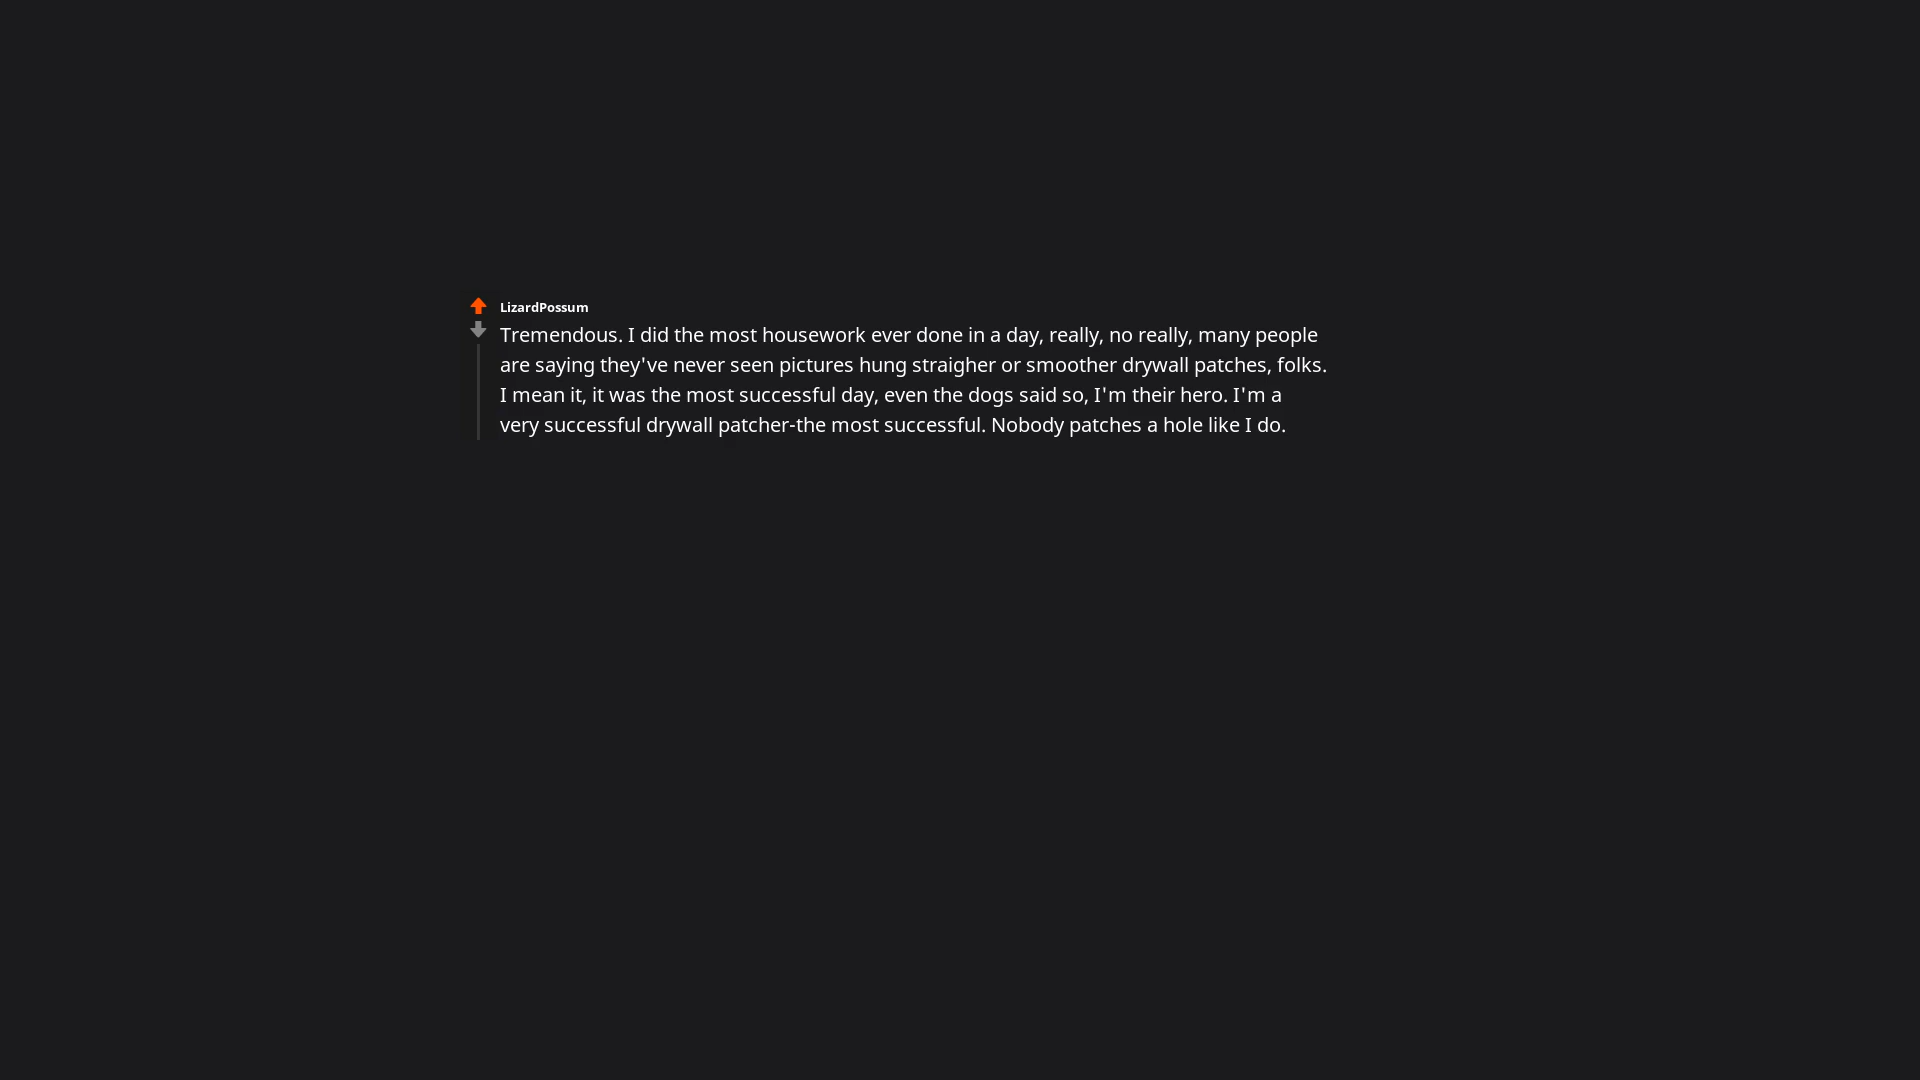 LizardPossum
Tremendous. I did the most housework ever done in a day, really, no really, many people
are saying they've never seen pictures hung straigher or smoother drywall patches, folks.
I mean it, it was the most successful day, even the dogs said so, I'm their hero. I'm a
very successful drywall patcher-the most successful. Nobody patches a hole like I do.